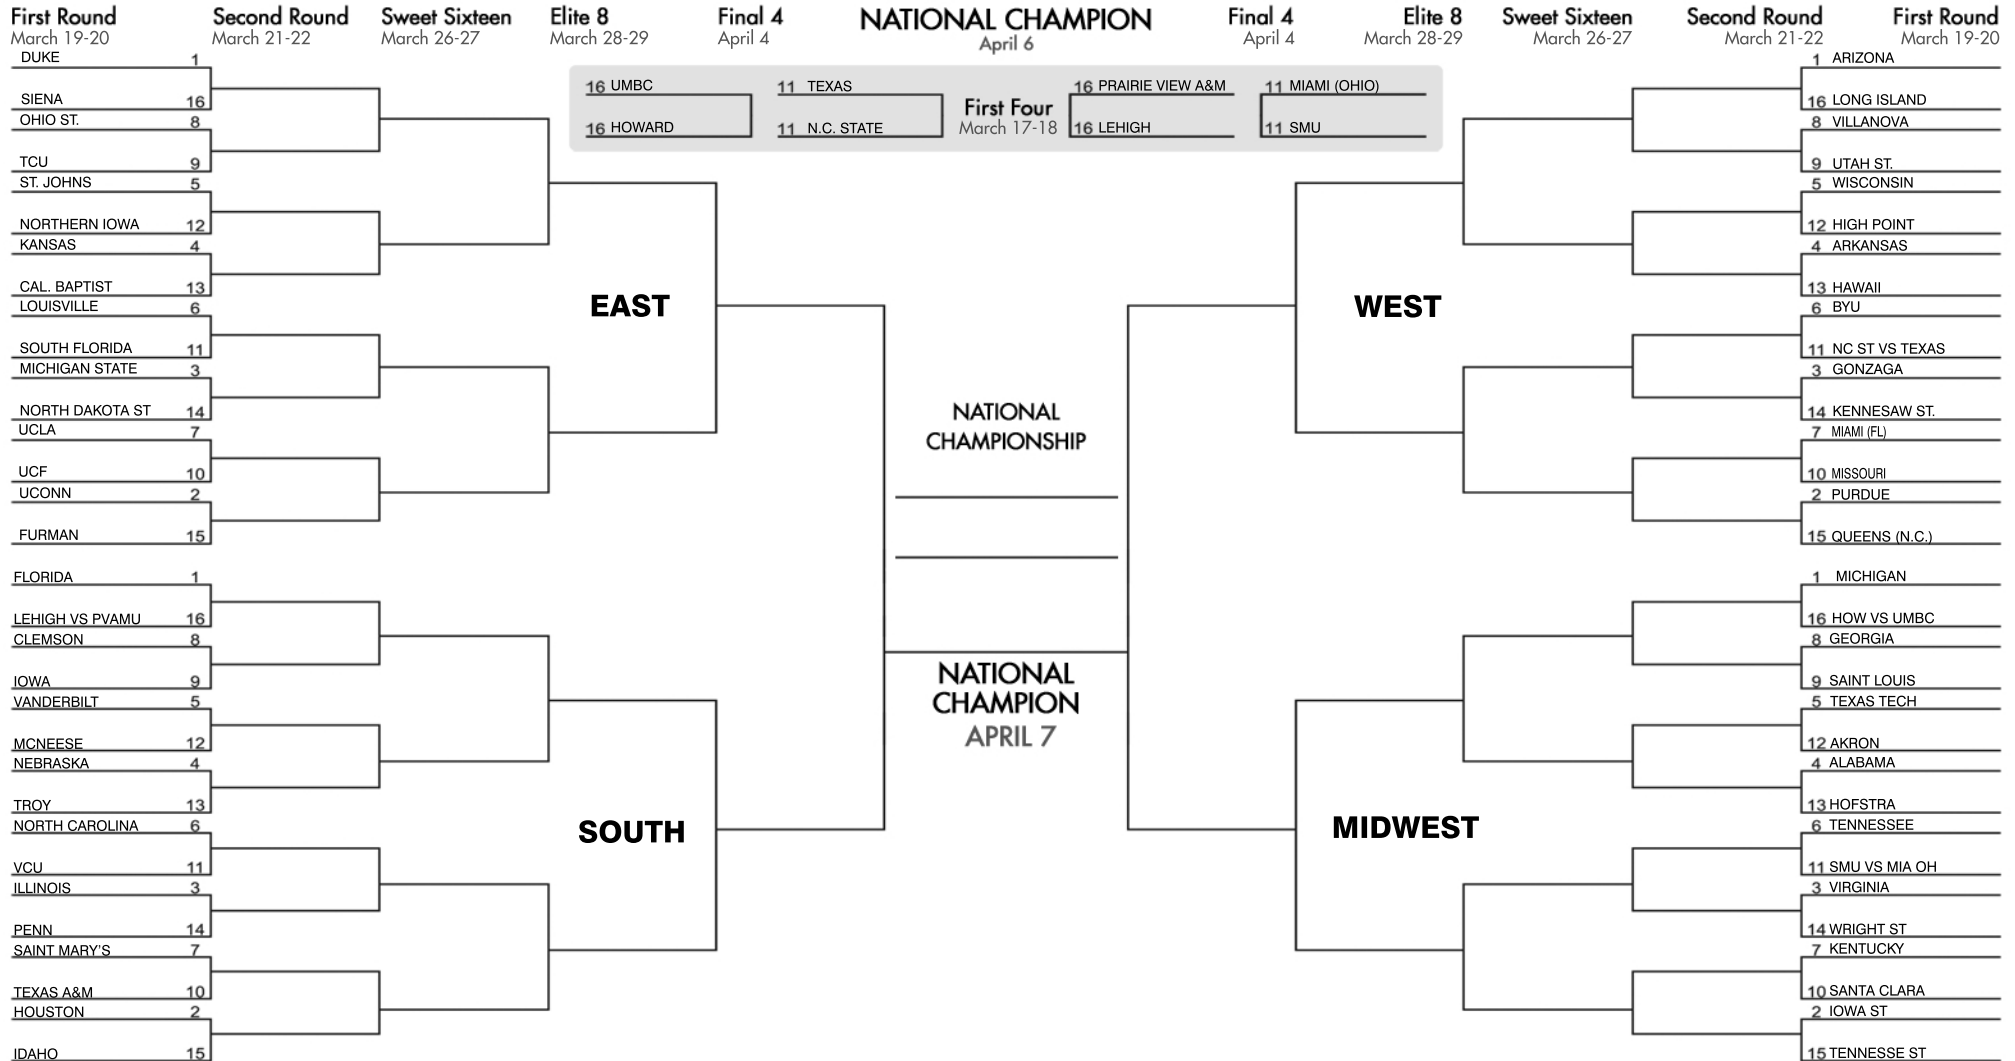 First Round
March 19-20
Second Round
March 21-22
Sweet Sixteen
March 26-27
Elite 8
March 28-29
Final 4
April 4
NATIONAL CHAMPION
April 6
Final 4
April 4
Elite 8
March 28-29
Sweet Sixteen
March 26-27
Second Round
March 21-22
First Round
March 19-20
16 UMBC
16 HOWARD
11 TEXAS
11 N.C. STATE
First Four
March 17-18
16 PRAIRIE VIEW A&M
16 LEHIGH
11 MIAMI (OHIO)
11 SMU
DUKE 1
SIENA 16
OHIO ST. 8
TCU 9
ST. JOHNS 5
NORTHERN IOWA 12
KANSAS 4
CAL. BAPTIST 13
LOUISVILLE 6
SOUTH FLORIDA 11
MICHIGAN STATE 3
NORTH DAKOTA ST 14
UCLA 7
UCF 10
UCONN 2
FURMAN 15
EAST
FLORIDA 1
LEHIGH VS PVAMU 16
CLEMSON 8
IOWA 9
VANDERBILT 5
MCNEESE 12
NEBRASKA 4
TROY 13
NORTH CAROLINA 6
VCU 11
ILLINOIS 3
PENN 14
SAINT MARY'S 7
TEXAS A&M 10
HOUSTON 2
IDAHO 15
SOUTH
NATIONAL
CHAMPIONSHIP
NATIONAL
CHAMPION
APRIL 7
1 ARIZONA
16 LONG ISLAND
8 VILLANOVA
9 UTAH ST.
5 WISCONSIN
12 HIGH POINT
4 ARKANSAS
13 HAWAII
6 BYU
11 NC ST VS TEXAS
3 GONZAGA
14 KENNESAW ST.
7 MIAMI (FL)
10 MISSOURI
2 PURDUE
15 QUEENS (N.C.)
WEST
1 MICHIGAN
16 HOW VS UMBC
8 GEORGIA
9 SAINT LOUIS
5 TEXAS TECH
12 AKRON
4 ALABAMA
13 HOFSTRA
6 TENNESSEE
11 SMU VS MIA OH
3 VIRGINIA
14 WRIGHT ST
7 KENTUCKY
10 SANTA CLARA
2 IOWA ST
15 TENNESSE ST
MIDWEST